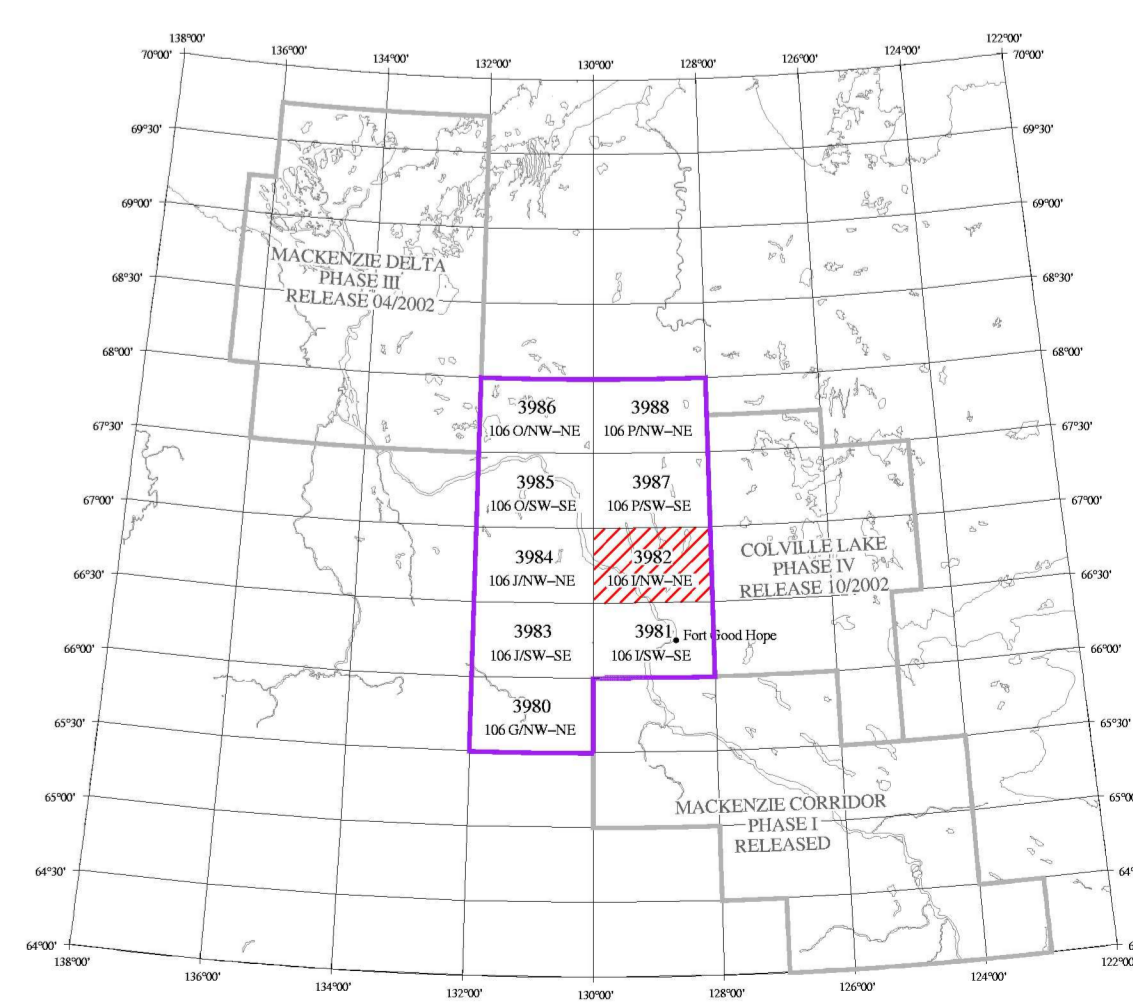 138°00'
136°00'
134°00'
132°00'
130°00'
128°00'
126°00'
124°00'
122°00'
70°00'
70°00'
69°30'
69°30'
69°00'
69°00'
MACKENZIE DELTA
PHASE III
RELEASE 04/2002
68°30'
68°30'
68°00'
68°00'
3986
106 O/NW–NE
3988
106 P/NW–NE
67°30'
67°30'
3985
106 O/SW–SE
3987
106 P/SW–SE
67°00'
67°00'
3984
106 J/NW–NE
3982
106 I/NW–NE
COLVILLE LAKE
PHASE IV
RELEASE 10/2002
66°30'
66°30'
3983
106 J/SW–SE
3981
106 I/SW–SE
Fort Good Hope
66°00'
66°00'
3980
106 G/NW–NE
65°30'
65°30'
65°00'
65°00'
MACKENZIE CORRIDOR
PHASE I
RELEASED
64°30'
64°
64°00'
6
138°00'
136°00'
134°00'
132°00'
130°00'
128°00'
126°00'
124°00'
122°00'